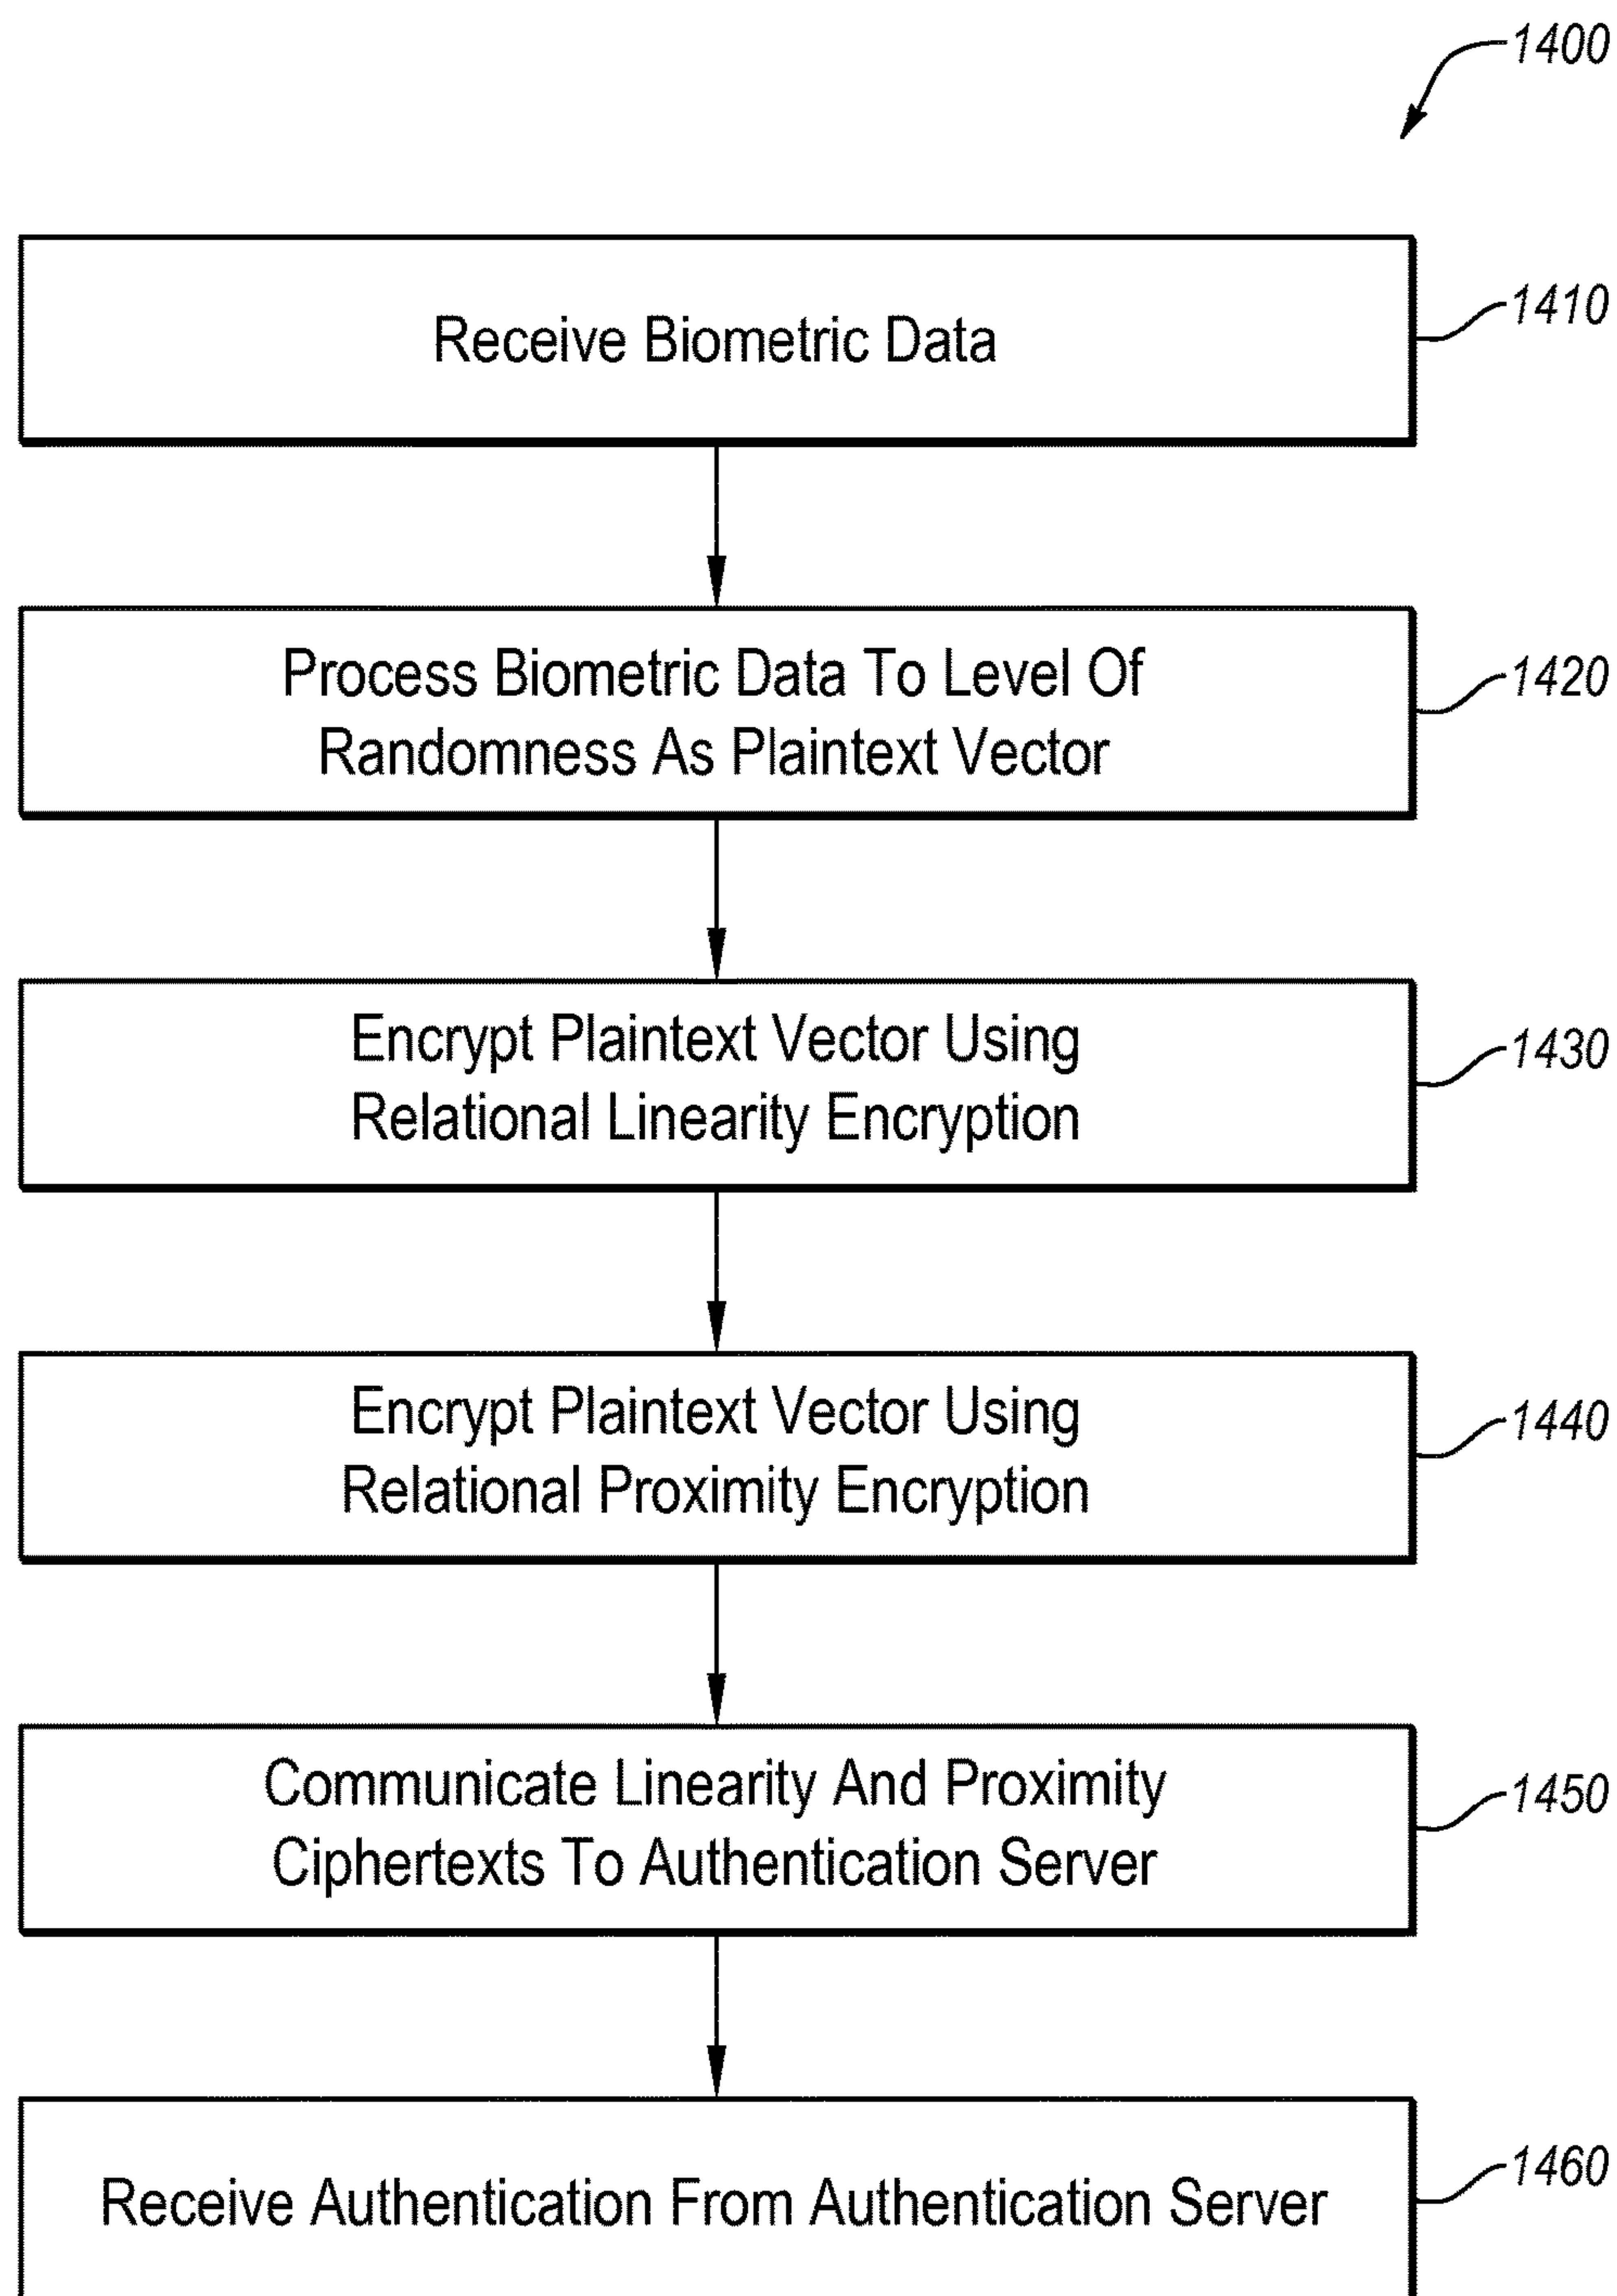 1400
Receive Biometric Data
1410
Process Biometric Data To Level Of
Randomness As Plaintext Vector
1420
Encrypt Plaintext Vector Using
Relational Linearity Encryption
1430
Encrypt Plaintext Vector Using
Relational Proximity Encryption
1440
Communicate Linearity And Proximity
Ciphertexts To Authentication Server
1450
Receive Authentication From Authentication Server
1460